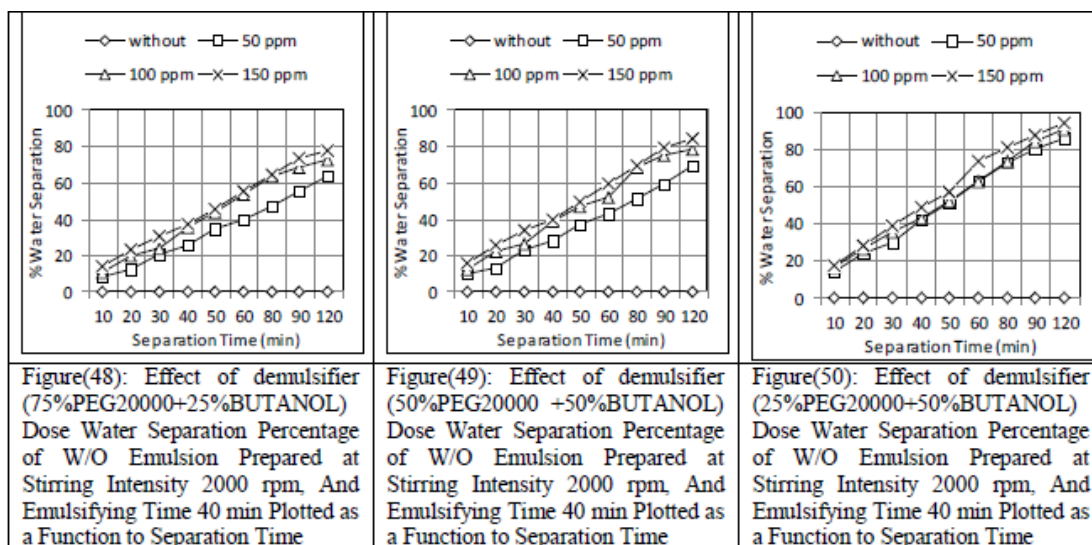 without 50 ppm
100 ppm 150 ppm
% Water Separation
100
80
60
40
20
0
10 20 30 40 50 60 80 90 120
Separation Time (min)
Figure(48): Effect of demulsifier
(75%PEG20000+25%BUTANOL)
Dose Water Separation Percentage
of W/O Emulsion Prepared at
Stirring Intensity 2000 rpm, And
Emulsifying Time 40 min Plotted as
a Function to Separation Time
without 50 ppm
100 ppm 150 ppm
% Water Separation
100
80
60
40
20
0
10 20 30 40 50 60 80 90 120
Separation Time (min)
Figure(49): Effect of demulsifier
(50%PEG20000 +50%BUTANOL)
Dose Water Separation Percentage
of W/O Emulsion Prepared at
Stirring Intensity 2000 rpm, And
Emulsifying Time 40 min Plotted as
a Function to Separation Time
without 50 ppm
100 ppm 150 ppm
% Water Separation
100
80
60
40
20
0
10 20 30 40 50 60 80 90 120
Separation Time (min)
Figure(50): Effect of demulsifier
(25%PEG20000+50%BUTANOL)
Dose Water Separation Percentage
of W/O Emulsion Prepared at
Stirring Intensity 2000 rpm, And
Emulsifying Time 40 min Plotted as
a Function to Separation Time